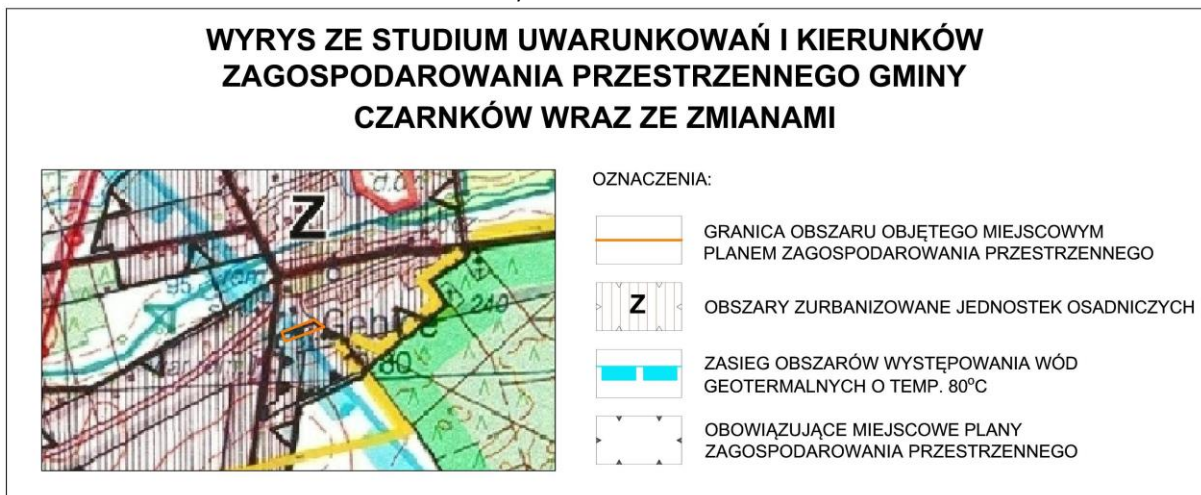 WYRYS ZE STUDIUM UWARUNKOWAŃ I KIERUNKÓW
ZAGOSPODAROWANIA PRZESTRZENNEGO GMINY
CZARNKÓW WRAZ ZE ZMIANAMI
Z
95
240
80
OZNACZENIA:
GRANICA OBSZARU OBJĘTEGO MIEJSCOWYM
PLANEM ZAGOSPODAROWANIA PRZESTRZENNEGO
Z
OBSZARY ZURBANIZOWANE JEDNOSTEK OSADNICZYCH
ZASIEG OBSZARÓW WYSTĘPOWANIA WÓD
GEOTERMALNYCH O TEMP. 80°C
OBOWIĄZUJĄCE MIEJSCOWE PLANY
ZAGOSPODAROWANIA PRZESTRZENNEGO